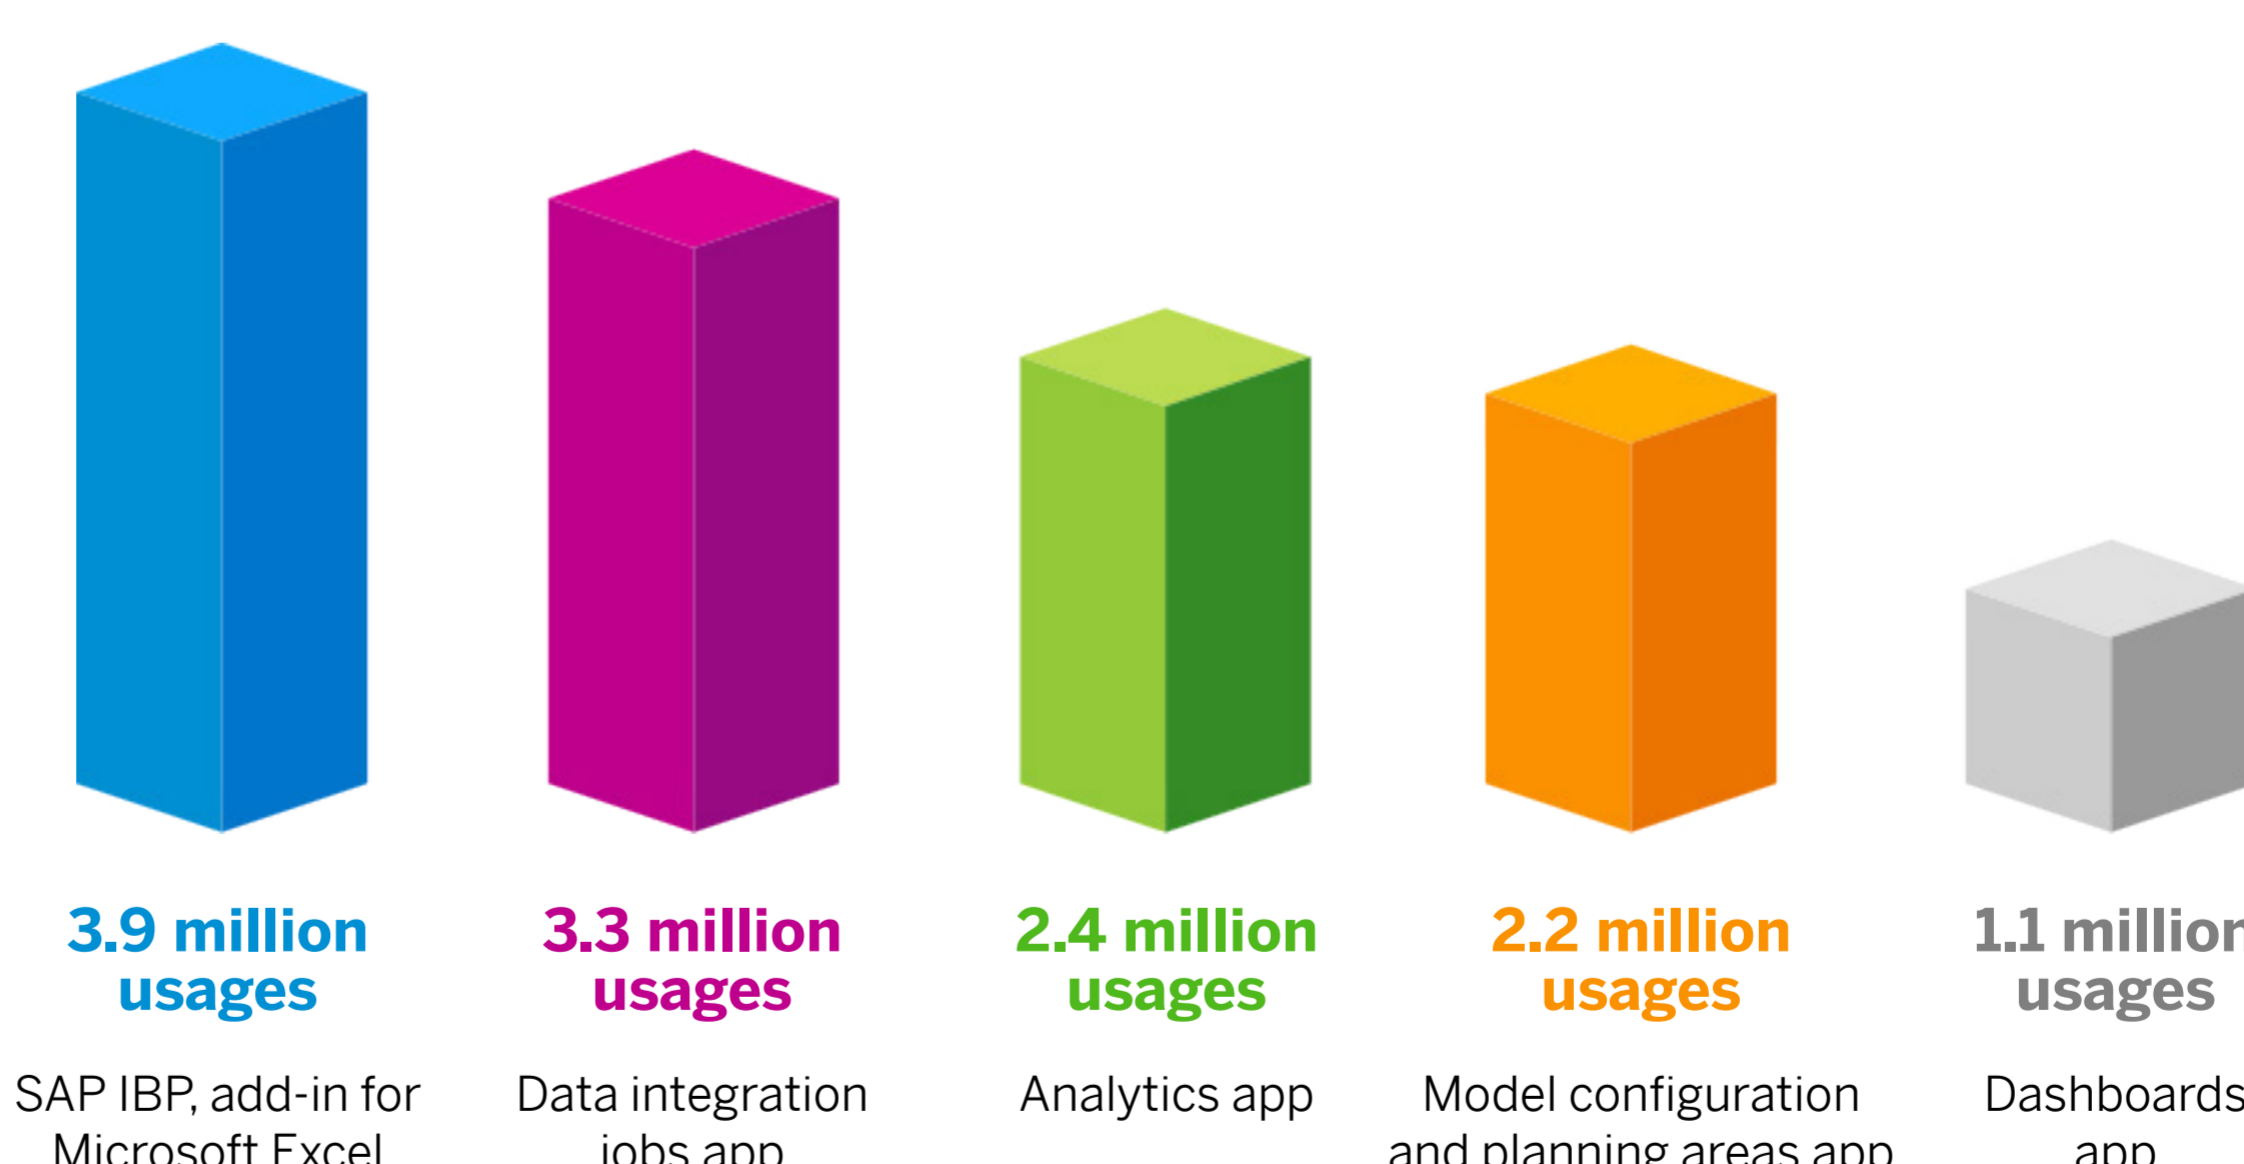 3.9 million
usages
3.3 million
usages
2.4 million
usages
2.2 million
usages
1.1 million
usages
SAP IBP, add-in for
Microsoft Excel
Data integration
jobs app
Analytics app
Model configuration
and planning areas app
Dashboards
app